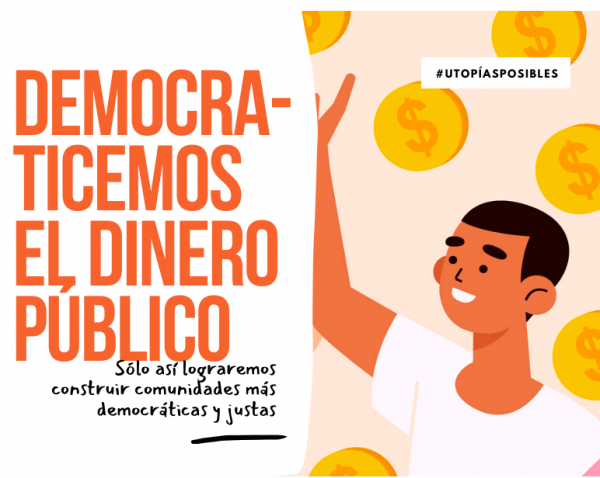 DEMOCRA-
TICEMOS
EL DINERO
PÚBLICO
Sólo así lograremos
construir comunidades más
democráticas y justas
#UTOPÍASPOSIBLES